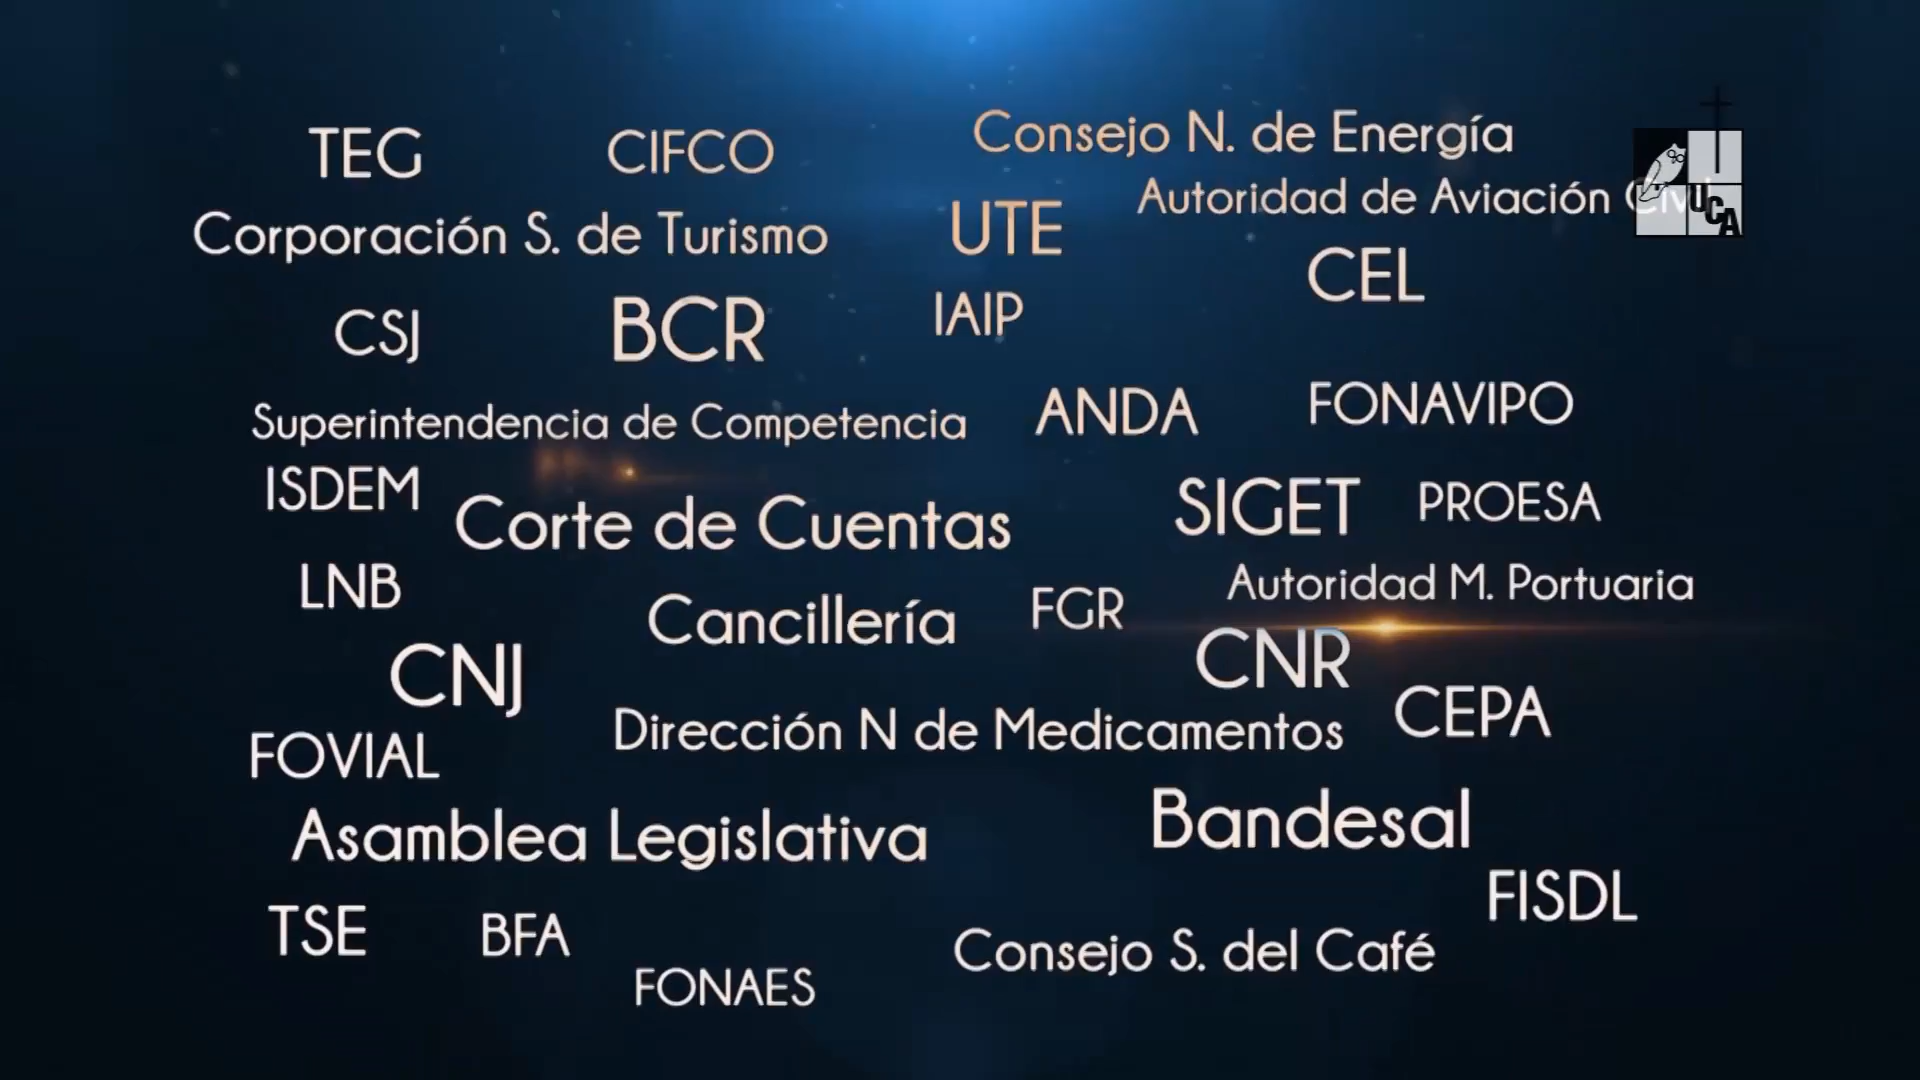 TEG
CIFCO
Consejo N. de Energía
Autoridad de Aviación Civil
Corporación S. de Turismo
UTE
UCA
CEL
CSJ
BCR
IAIP
Superintendencia de Competencia
ANDA
FONAVIPO
ISDEM
Corte de Cuentas
SIGET
PROESA
LNB
Cancillería
FGR
Autoridad M. Portuaria
CNJ
CNR
CEPA
FOVIAL
Dirección N de Medicamentos
Asamblea Legislativa
Bandesal
FISDL
TSE
BFA
Consejo S. del Café
FONAES